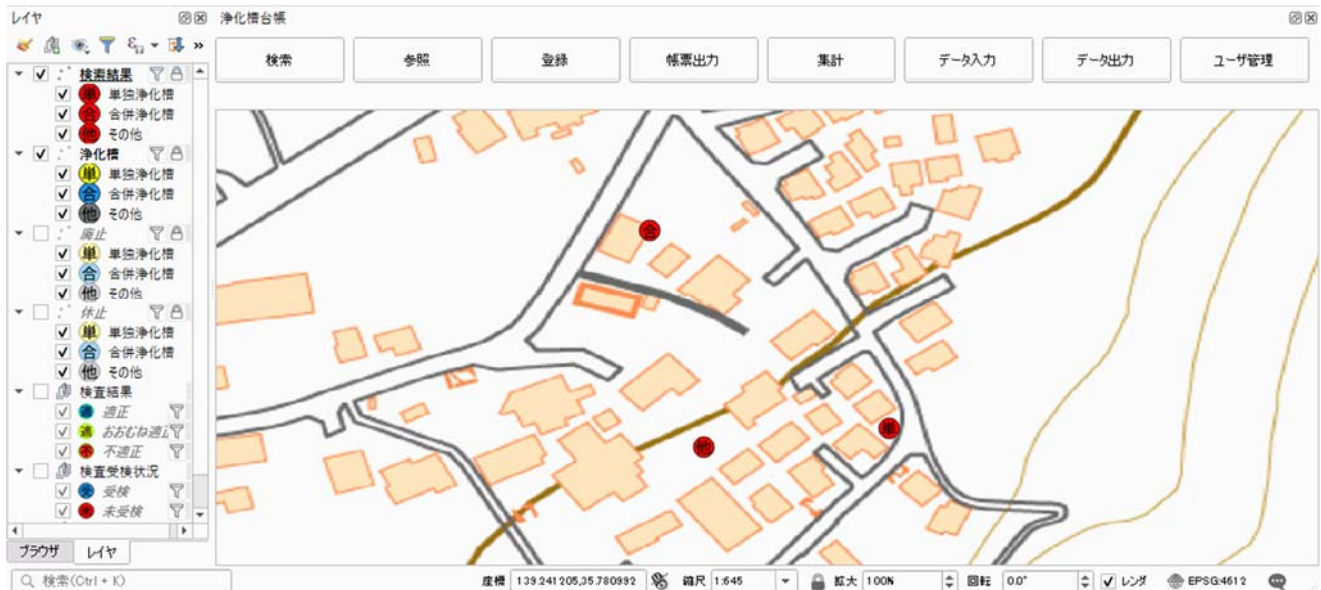 レイヤ
浄化槽台帳
検索 参照 登録 帳票出力 集計 データ入力 データ出力 ユーザ管理
検索結果
単 単独浄化槽
合 合併浄化槽
他 その他
浄化槽
単 単独浄化槽
合 合併浄化槽
他 その他
廃止
単 単独浄化槽
合 合併浄化槽
他 その他
休止
単 単独浄化槽
合 合併浄化槽
他 その他
検査結果
適 適正
適 おおむね適正
不 不適正
検査受検状況
受 受検
未 未受検
合
単
他
ブラウザ レイヤ
検索(Ctrl + K)
座標 139.241205,35.780992 縮尺 1:645 拡大 100% 回転 0.0° レンダ EPSG:4612